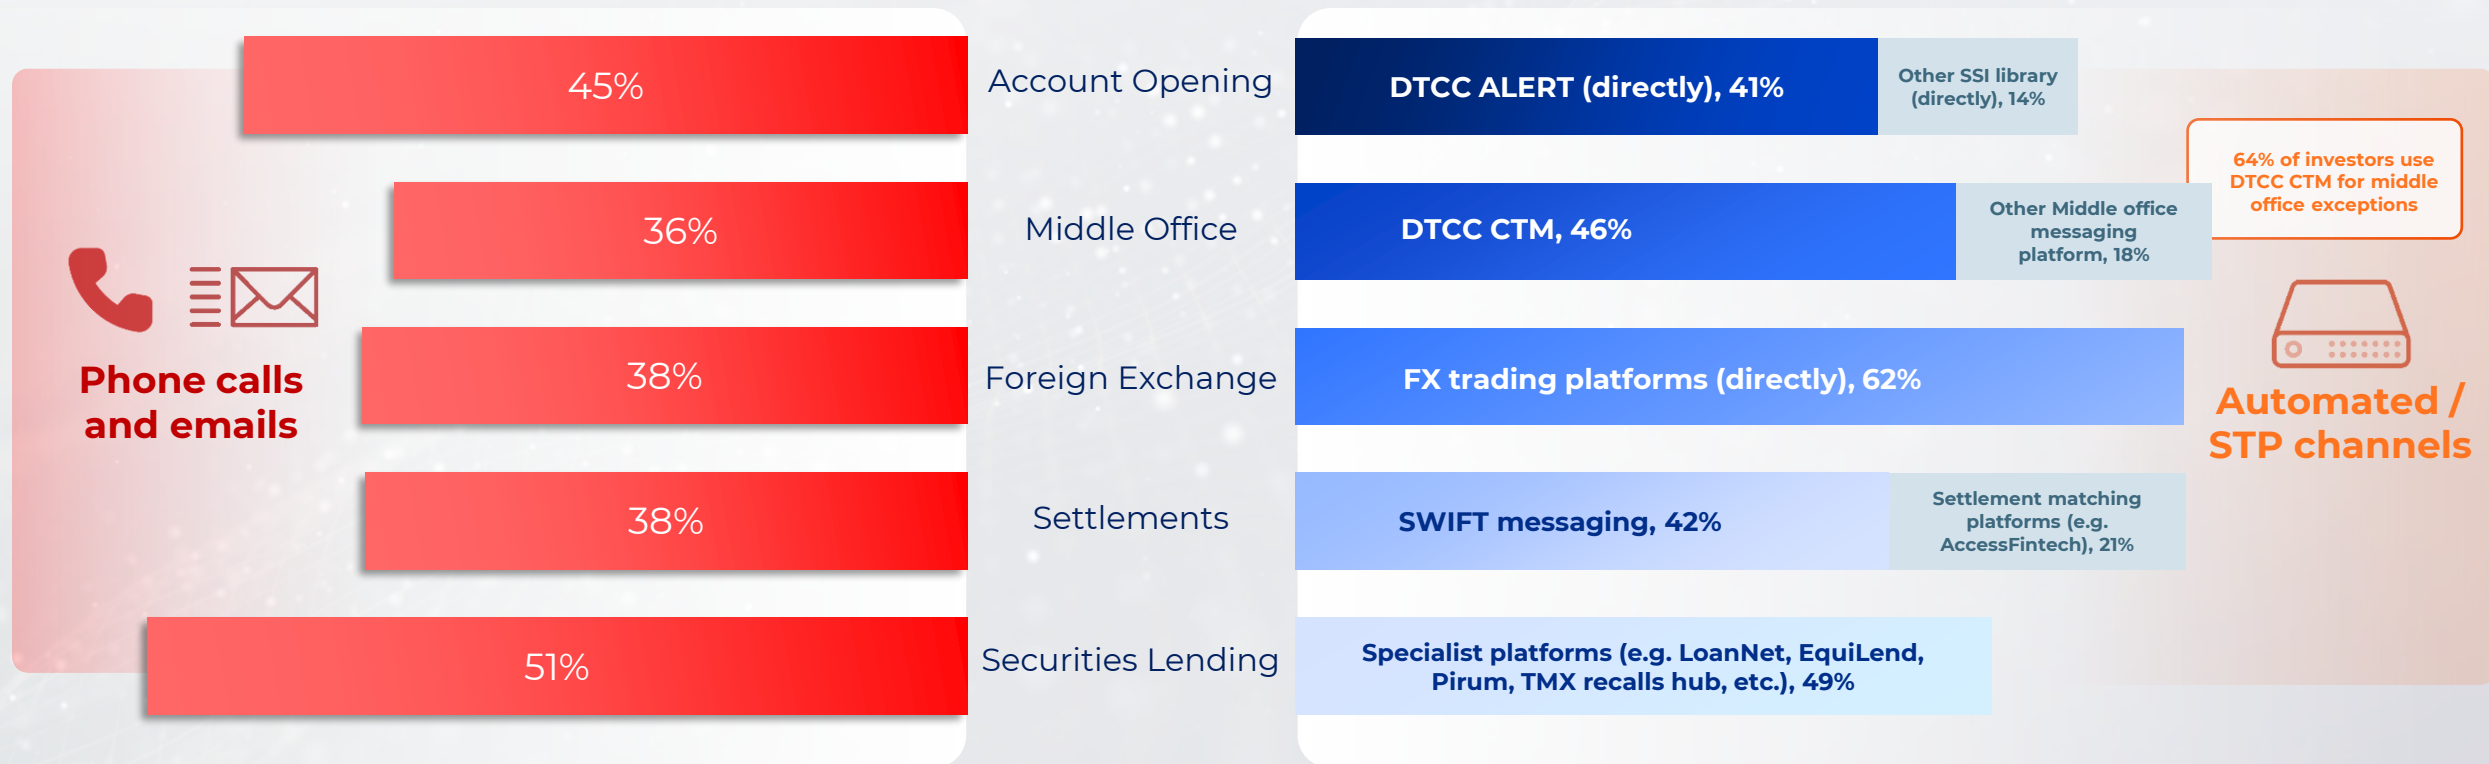 45%
Account Opening
DTCC ALERT (directly), 41%
Other SSI library
(directly), 14%
64% of investors use
DTCC CTM for middle
office exceptions
36%
Middle Office
DTCC CTM, 46%
Other Middle office
messaging
platform, 18%
Phone calls
and emails
38%
Foreign Exchange
FX trading platforms (directly), 62%
Automated /
STP channels
38%
Settlements
SWIFT messaging, 42%
Settlement matching
platforms (e.g.
AccessFintech), 21%
51%
Securities Lending
Specialist platforms (e.g. LoanNet, EquiLend,
Pirum, TMX recalls hub, etc.), 49%